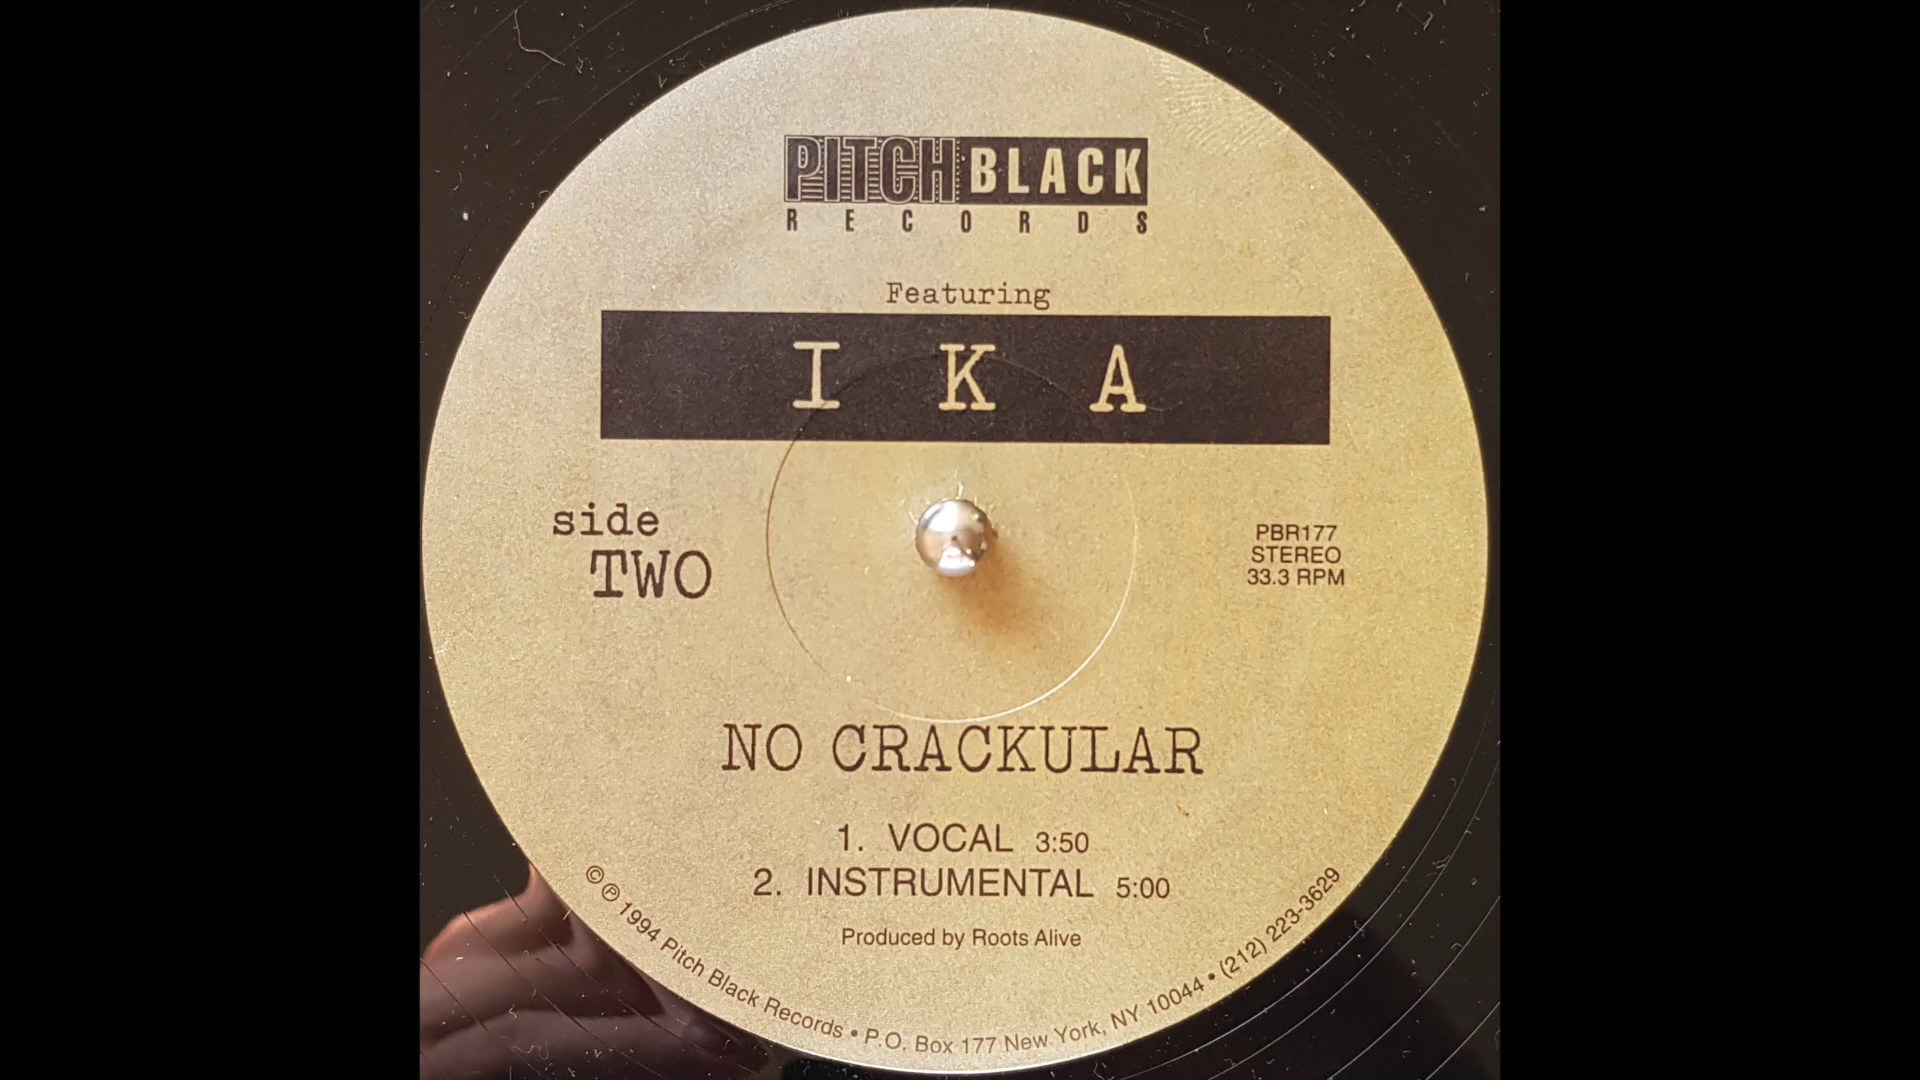 PITCH BLACK
RECORDS
Featuring
IKA
side
TWO
PBR177
STEREO
33.3 RPM
NO CRACKULAR
1. VOCAL 3:50
2. INSTRUMENTAL 5:00
Produced by Roots Alive
©℗ 1994 Pitch Black Records • P.O. Box 177 New York, NY 10044 • (212) 223-3629